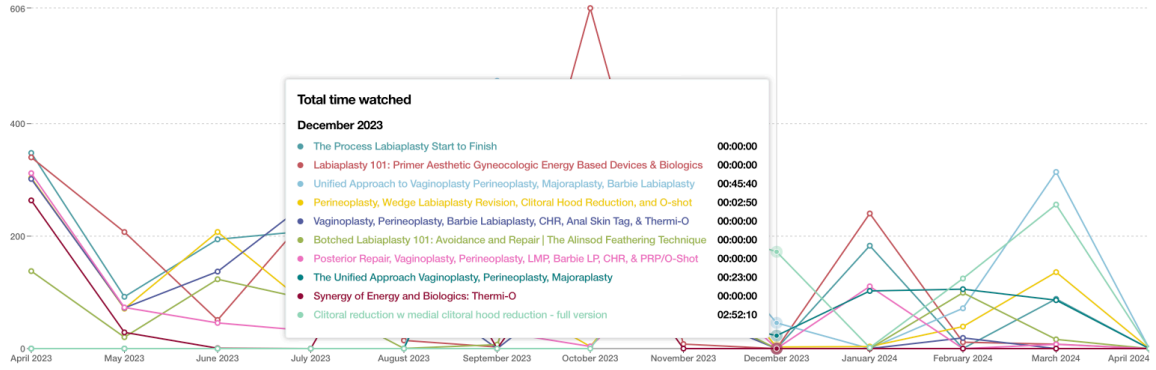 606
400
200
0
Total time watched
December 2023
The Process Labiaplasty Start to Finish 00:00:00
Labiaplasty 101: Primer Aesthetic Gyneocologic Energy Based Devices & Biologics 00:00:00
Unified Approach to Vaginoplasty Perineoplasty, Majoraplasty, Barbie Labiaplasty 00:45:40
Perineoplasty, Wedge Labiaplasty Revision, Clitoral Hood Reduction, and O-shot 00:02:50
Vaginoplasty, Perineoplasty, Barbie Labiaplasty, CHR, Anal Skin Tag, & Thermi-O 00:00:00
Botched Labiaplasty 101: Avoidance and Repair | The Alinsod Feathering Technique 00:00:00
Posterior Repair, Vaginoplasty, Perineoplasty, LMP, Barbie LP, CHR, & PRP/O-Shot 00:00:00
The Unified Approach Vaginoplasty, Perineoplasty, Majoraplasty 00:23:00
Synergy of Energy and Biologics: Thermi-O 00:00:00
Clitoral reduction w medial clitoral hood reduction - full version 02:52:10
April 2023 May 2023 June 2023 July 2023 August 2023 September 2023 October 2023 November 2023 December 2023 January 2024 February 2024 March 2024 April 2024